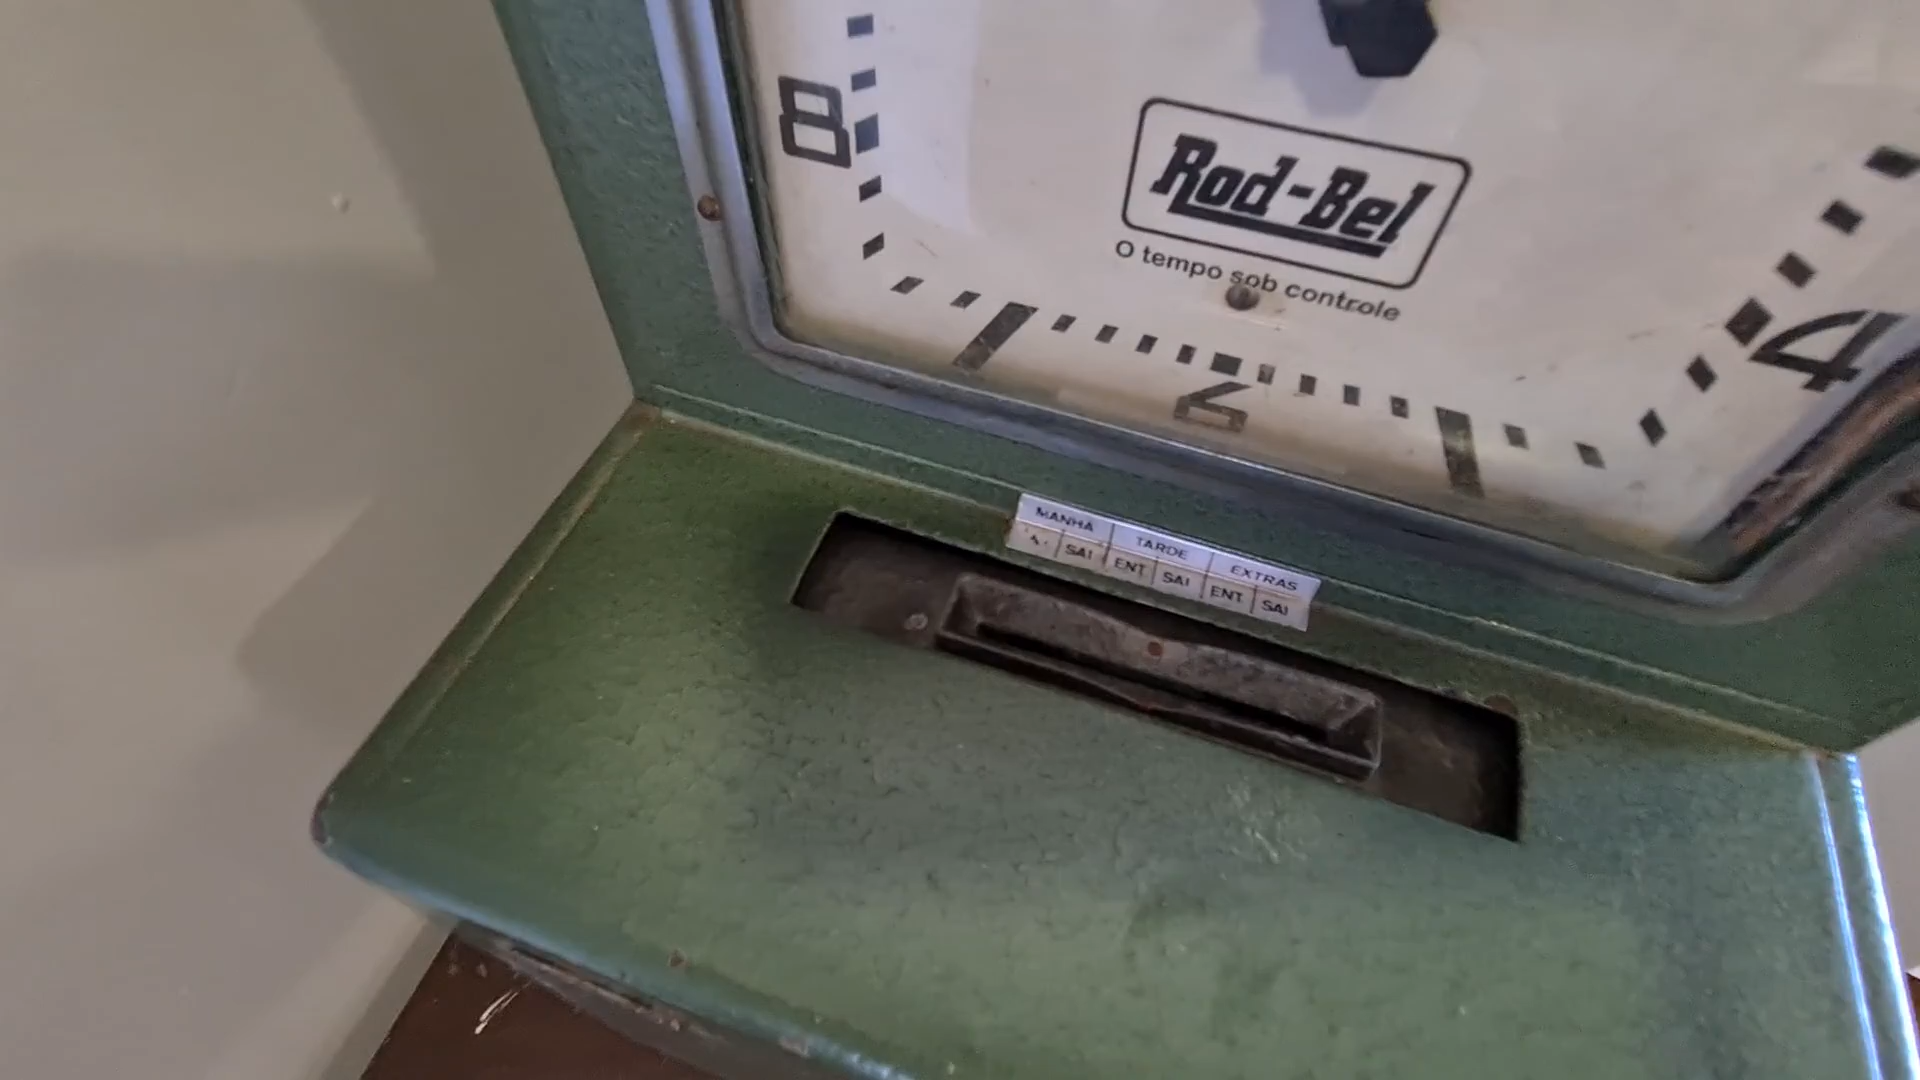 8
Rod-Bel
O tempo sob controle
4
6
MANHA TARDE EXTRAS
SAI ENT SAI ENT SAI